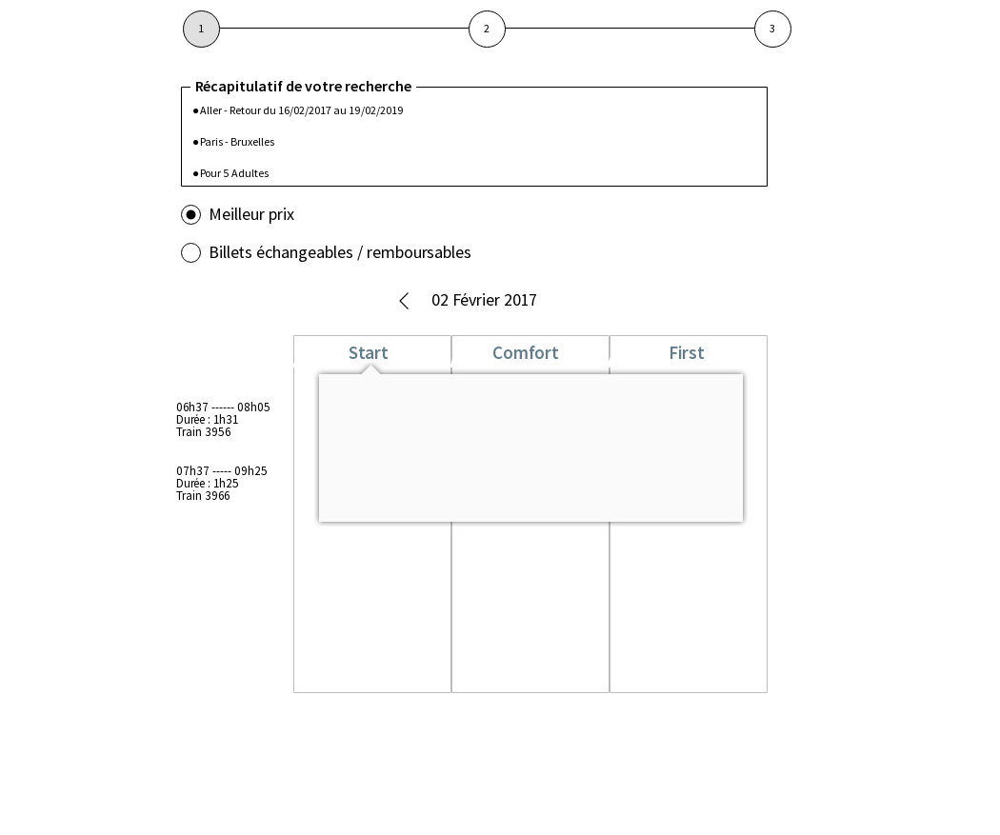 1 2 3
Récapitulatif de votre recherche
●Aller - Retour du 16/02/2017 au 19/02/2019
●Paris - Bruxelles
●Pour 5 Adultes
Meilleur prix
Billets échangeables / remboursables
02 Février 2017
Start Comfort First
06h37 ------ 08h05
Durée : 1h31
Train 3956
07h37 ----- 09h25
Durée : 1h25
Train 3966